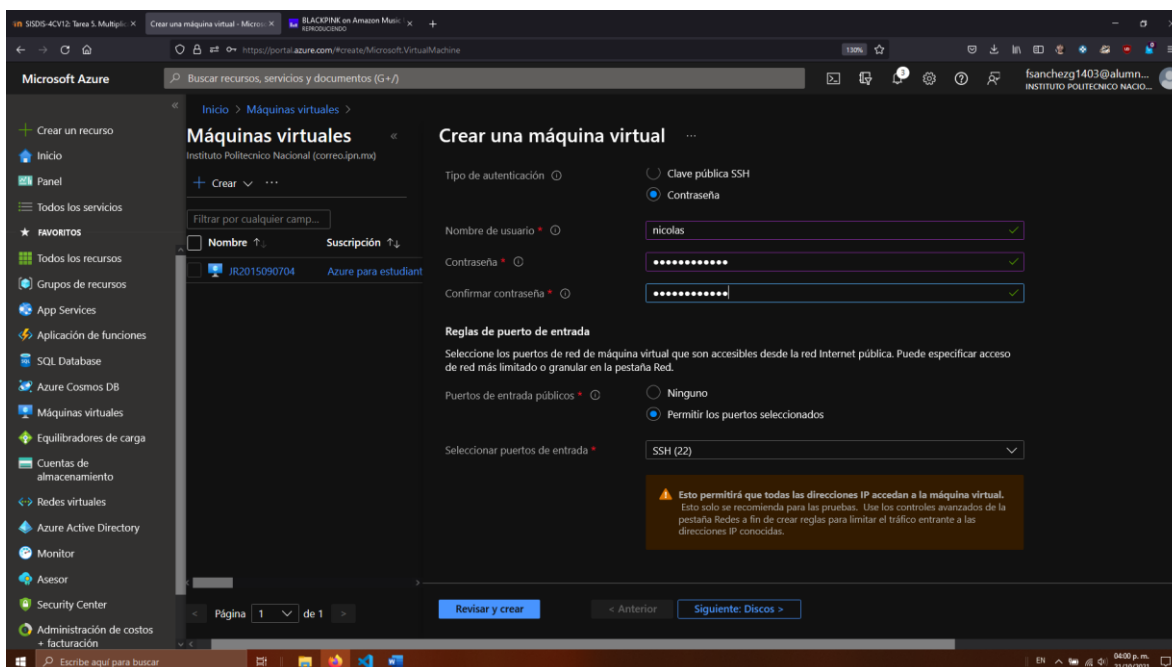 SISDIS-4CV12: Tarea 5. Multiplic
Crear una máquina virtual - Micros
BLACKPINK on Amazon Music
REPRODUCIENDO
https://portal.azure.com/#create/Microsoft.VirtualMachine
130%
Microsoft Azure
Buscar recursos, servicios y documentos (G+/)
3
fsanchezg1403@alumn...
INSTITUTO POLITECNICO NACIO...
Crear un recurso
Inicio
Panel
Todos los servicios
FAVORITOS
Todos los recursos
Grupos de recursos
App Services
Aplicación de funciones
SQL Database
Azure Cosmos DB
Máquinas virtuales
Equilibradores de carga
Cuentas de
almacenamiento
Redes virtuales
Azure Active Directory
Monitor
Asesor
Security Center
Administración de costos
+ facturación
Inicio > Máquinas virtuales >
Máquinas virtuales
Instituto Politecnico Nacional (correo.ipn.mx)
+ Crear ...
Filtrar por cualquier camp...
Nombre ↑↓ Suscripción ↑↓
JR2015090704 Azure para estudiant
< Página 1 de 1 >
Crear una máquina virtual ...
Tipo de autenticación
Clave pública SSH
Contraseña
Nombre de usuario * nicolas
Contraseña * ••••••••••••
Confirmar contraseña * ••••••••••••
Reglas de puerto de entrada
Seleccione los puertos de red de máquina virtual que son accesibles desde la red Internet pública. Puede especificar acceso
de red más limitado o granular en la pestaña Red.
Puertos de entrada públicos *
Ninguno
Permitir los puertos seleccionados
Seleccionar puertos de entrada * SSH (22)
Esto permitirá que todas las direcciones IP accedan a la máquina virtual.
Esto solo se recomienda para las pruebas. Use los controles avanzados de la
pestaña Redes a fin de crear reglas para limitar el tráfico entrante a las
direcciones IP conocidas.
Revisar y crear
< Anterior
Siguiente: Discos >
Escribe aquí para buscar
EN
04:00 p. m.
21/10/2021